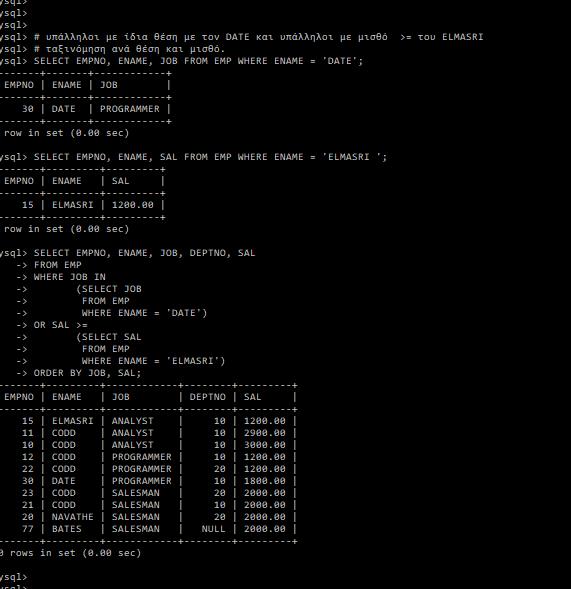 ysql>
ysql>
ysql>
ysql> # υπάλληλοι με ίδια θέση με τον DATE και υπάλληλοι με μισθό  >= του ELMASRI
ysql> # ταξινόμηση ανά θέση και μισθό.
ysql> SELECT EMPNO, ENAME, JOB FROM EMP WHERE ENAME = 'DATE';
-------+-------+------------+
 EMPNO | ENAME | JOB        |
-------+-------+------------+
    30 | DATE  | PROGRAMMER |
-------+-------+------------+
 row in set (0.00 sec)
ysql> SELECT EMPNO, ENAME, SAL FROM EMP WHERE ENAME = 'ELMASRI ';
-------+---------+---------+
 EMPNO | ENAME   | SAL     |
-------+---------+---------+
    15 | ELMASRI | 1200.00 |
-------+---------+---------+
 row in set (0.00 sec)
ysql> SELECT EMPNO, ENAME, JOB, DEPTNO, SAL
   -> FROM EMP
   -> WHERE JOB IN
   ->        (SELECT JOB
   ->         FROM EMP
   ->         WHERE ENAME = 'DATE')
   -> OR SAL >=
   ->        (SELECT SAL
   ->         FROM EMP
   ->         WHERE ENAME = 'ELMASRI')
   -> ORDER BY JOB, SAL;
-------+---------+------------+--------+---------+
 EMPNO | ENAME   | JOB        | DEPTNO | SAL     |
-------+---------+------------+--------+---------+
    15 | ELMASRI | ANALYST    |     10 | 1200.00 |
    11 | CODD    | ANALYST    |     10 | 2900.00 |
    10 | CODD    | ANALYST    |     10 | 3000.00 |
    12 | CODD    | PROGRAMMER |     10 | 1200.00 |
    22 | CODD    | PROGRAMMER |     20 | 1200.00 |
    30 | DATE    | PROGRAMMER |     10 | 1800.00 |
    23 | CODD    | SALESMAN   |     20 | 2000.00 |
    21 | CODD    | SALESMAN   |     10 | 2000.00 |
    20 | NAVATHE | SALESMAN   |     20 | 2000.00 |
    77 | BATES   | SALESMAN   |   NULL | 2000.00 |
-------+---------+------------+--------+---------+
0 rows in set (0.00 sec)
ysql>
ysql>